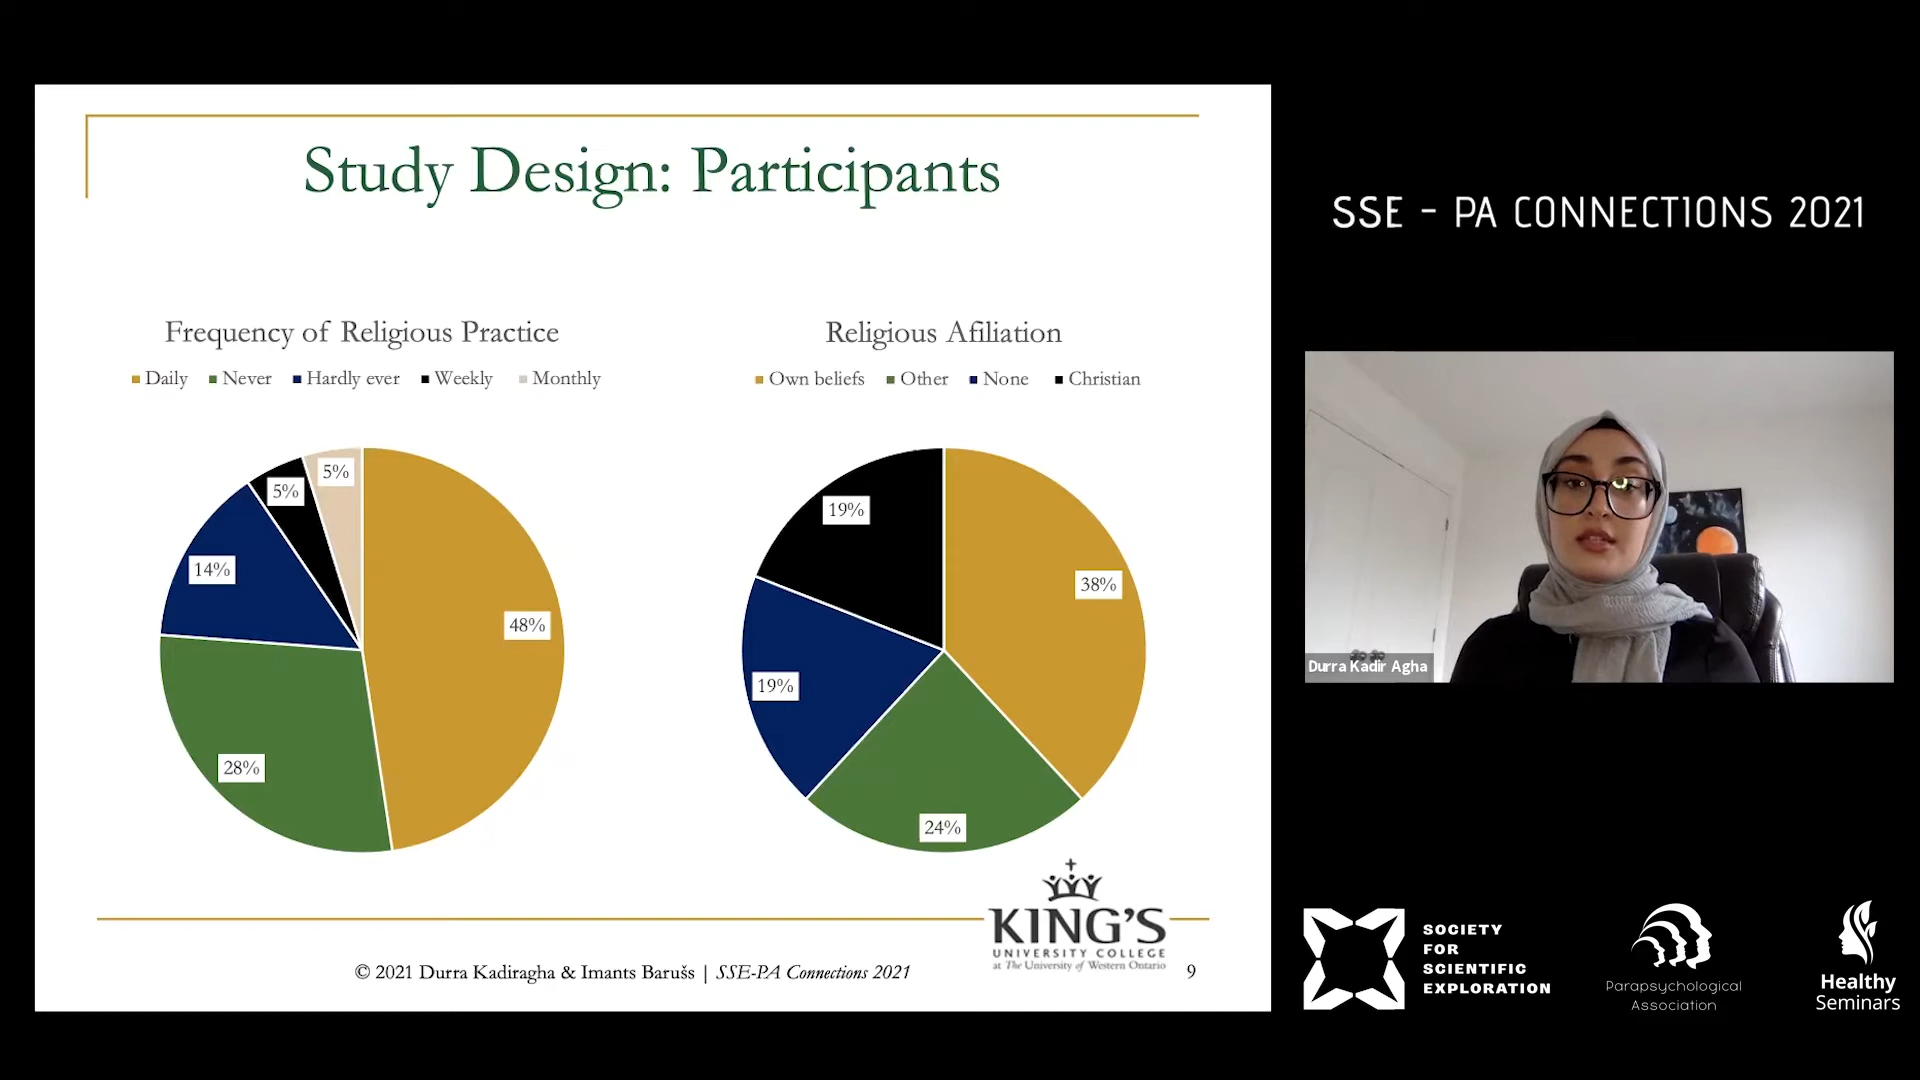 Study Design: Participants
Frequency of Religious Practice
Daily Never Hardly ever Weekly Monthly
5%
5%
14%
48%
28%
Religious Afiliation
Own beliefs Other None Christian
19%
38%
19%
24%
KING'S
UNIVERSITY COLLEGE
at The University of Western Ontario
© 2021 Durra Kadiragha & Imants Barušs | SSE-PA Connections 2021
9
SSE - PA CONNECTIONS 2021
Durra Kadir Agha
SOCIETY
FOR
SCIENTIFIC
EXPLORATION
Parapsychological
Association
Healthy
Seminars